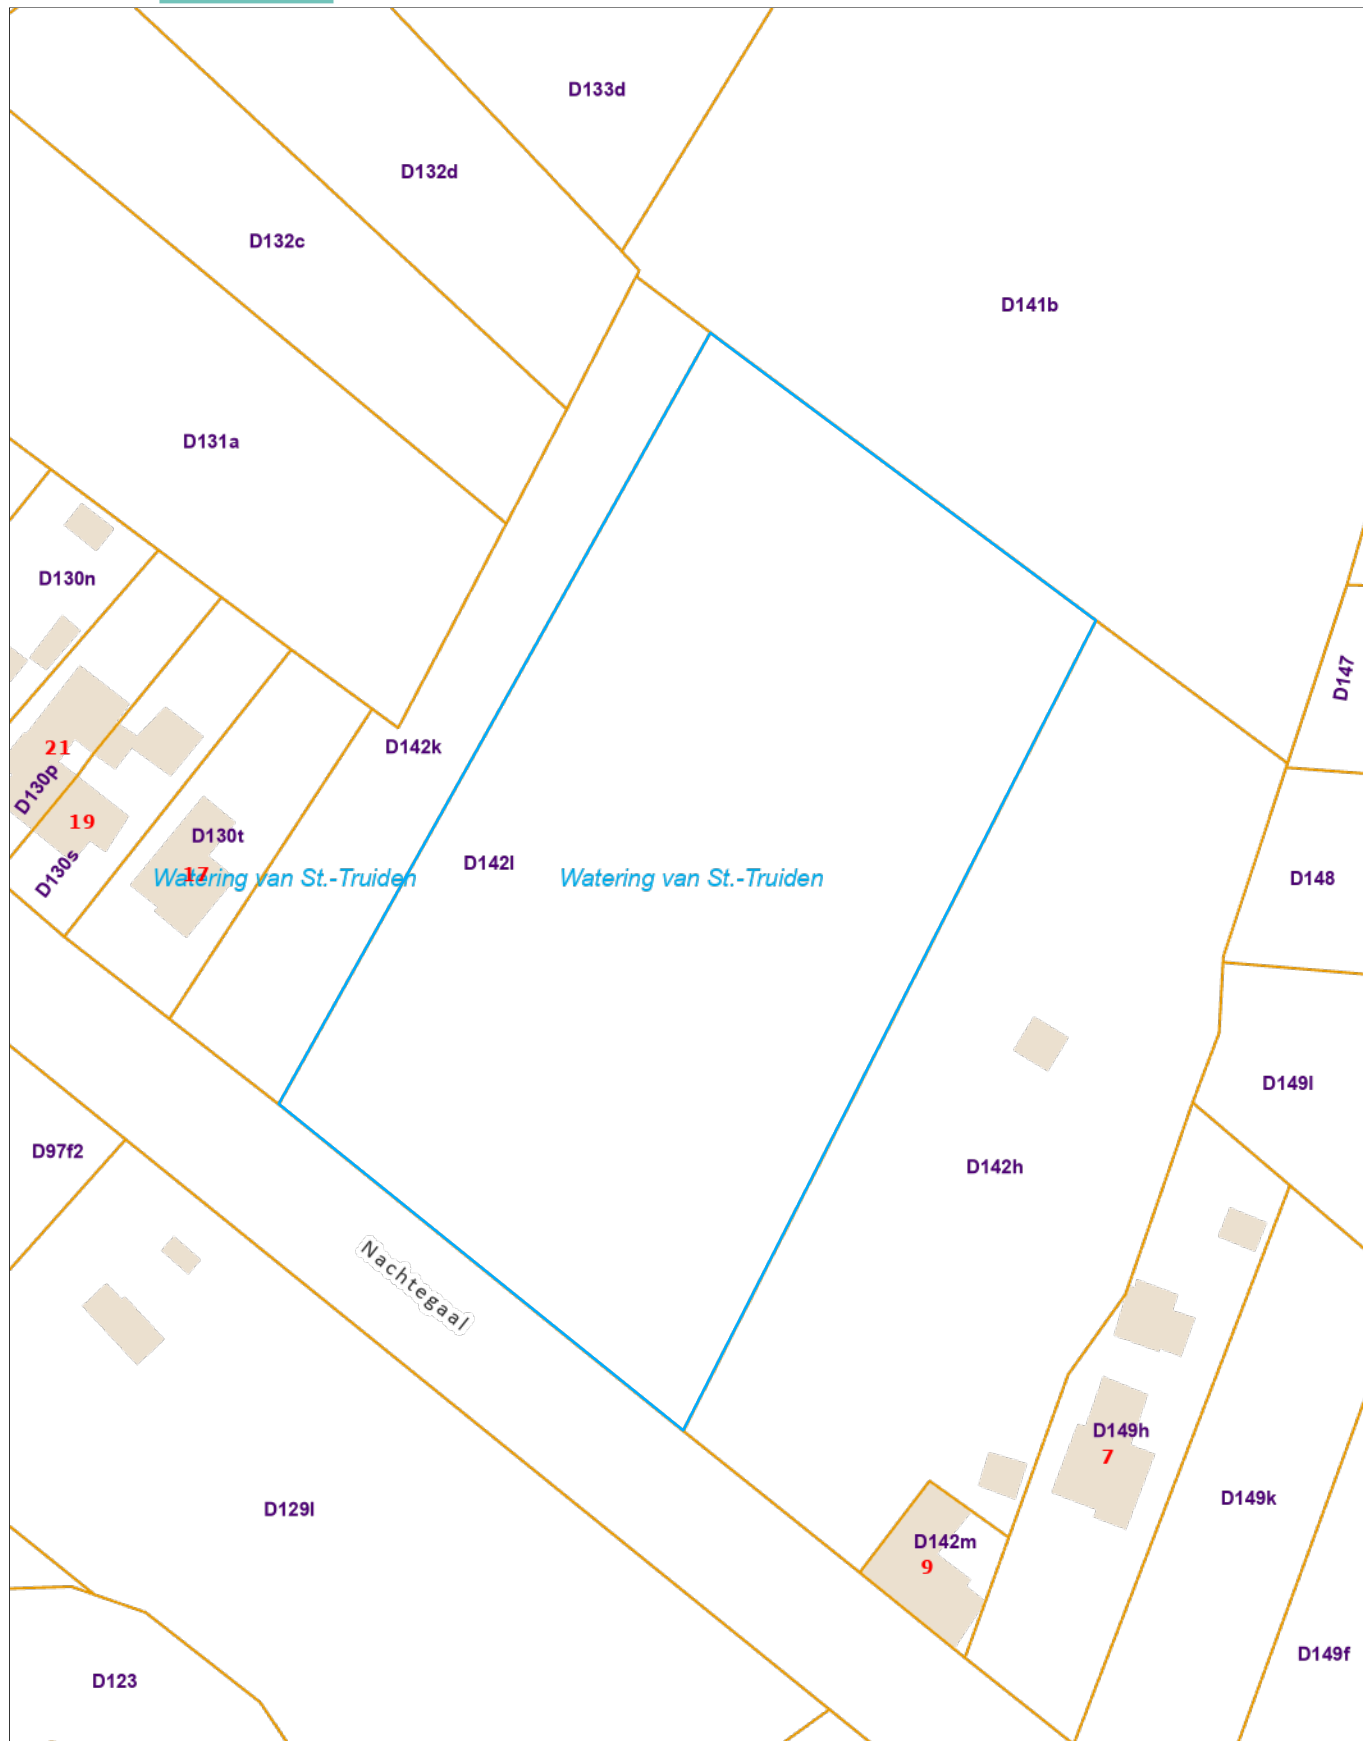 D133d
D132d
D132c
D141b
D131a
D130n
D147
D142k
21
D130p
19
D130t
D142l
D130s
17
Watering van St.-Truiden
Watering van St.-Truiden
D148
D149l
D97f2
D142h
Nachtegaal
D149h
7
D149k
D129l
D142m
9
D149f
D123